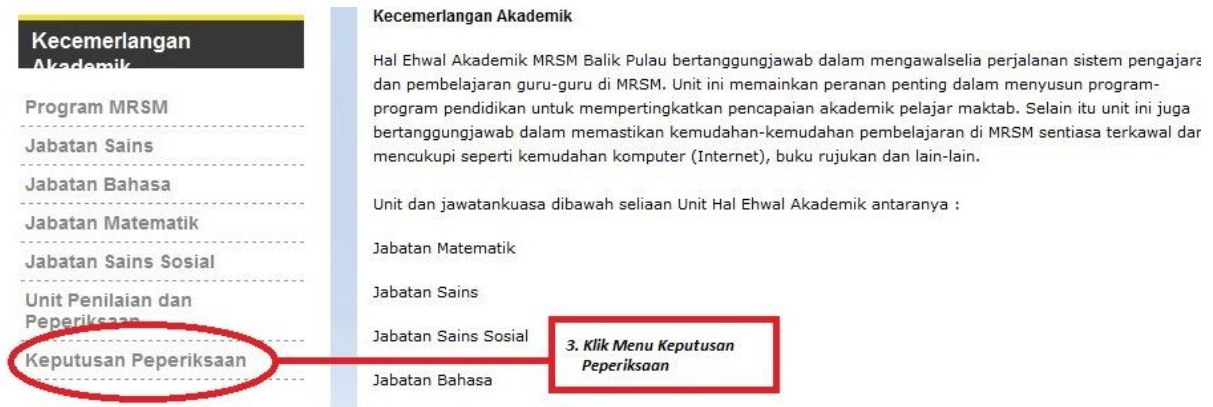 Kecemerlangan
Akademik
Program MRSM
Jabatan Sains
Jabatan Bahasa
Jabatan Matematik
Jabatan Sains Sosial
Unit Penilaian dan
Peperiksaan
Keputusan Peperiksaan
Kecemerlangan Akademik
Hal Ehwal Akademik MRSM Balik Pulau bertanggungjawab dalam mengawalselia perjalanan sistem pengajara
dan pembelajaran guru-guru di MRSM. Unit ini memainkan peranan penting dalam menyusun program-
program pendidikan untuk mempertingkatkan pencapaian akademik pelajar maktab. Selain itu unit ini juga
bertanggungjawab dalam memastikan kemudahan-kemudahan pembelajaran di MRSM sentiasa terkawal dan
mencukupi seperti kemudahan komputer (Internet), buku rujukan dan lain-lain.
Unit dan jawatankuasa dibawah seliaan Unit Hal Ehwal Akademik antaranya :
Jabatan Matematik
Jabatan Sains
Jabatan Sains Sosial
Jabatan Bahasa
3. Klik Menu Keputusan
Peperiksaan